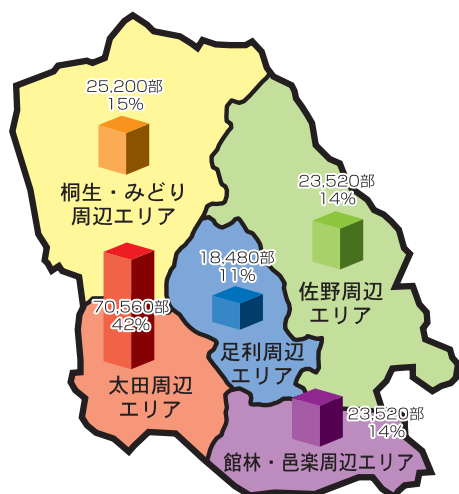 25,200部
15%
桐生・みどり
周辺エリア
23,520部
14%
佐野周辺
エリア
18,480部
11%
足利周辺
エリア
70,560部
42%
太田周辺
エリア
23,520部
14%
館林・邑楽周辺エリア